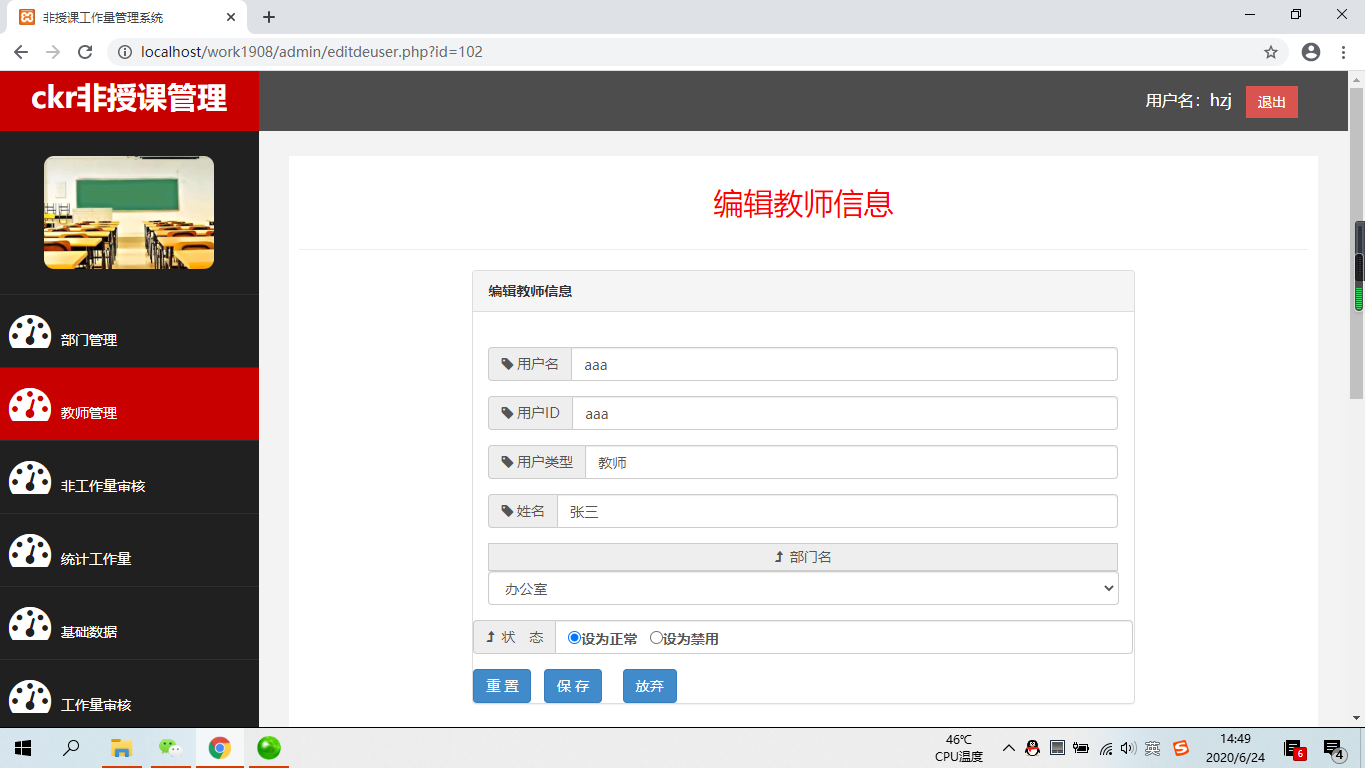 非授课工作量管理系统
localhost/work1908/admin/editdeuser.php?id=102
ckr非授课管理
用户名：hzj 退出
编辑教师信息
编辑教师信息
部门管理
教师管理
非工作量审核
统计工作量
基础数据
工作量审核
用户名 aaa
用户ID aaa
用户类型 教师
姓名 张三
部门名
办公室
状 态 设为正常 设为禁用
重 置 保 存 放弃
46℃
CPU温度
英
14:49
2020/6/24
6
4